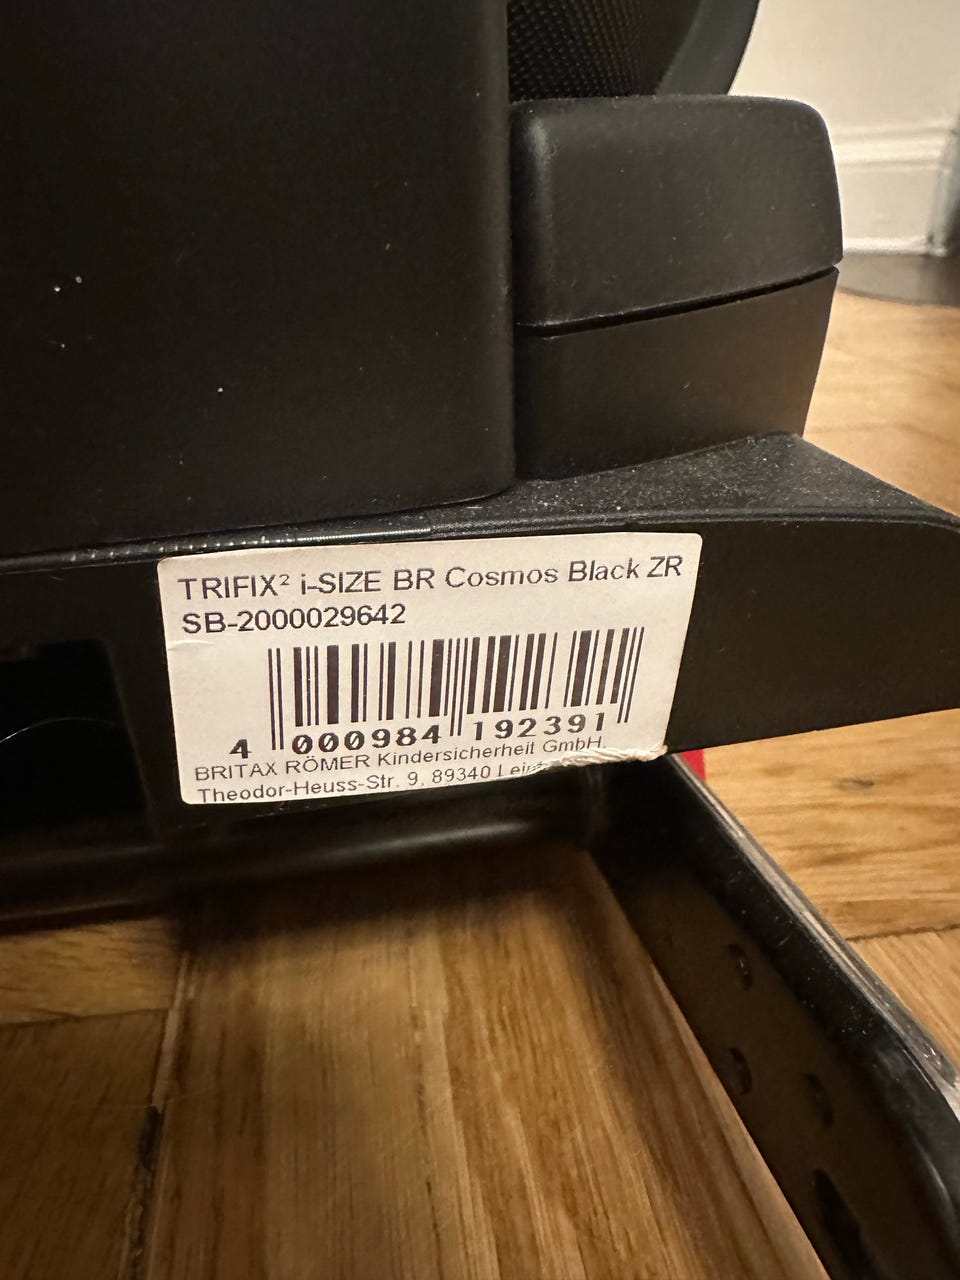 TRIFIX² i-SIZE BR Cosmos Black ZR
SB-2000029642
4 000984 192391
BRITAX RÖMER Kindersicherheit GmbH,
Theodor-Heuss-Str. 9, 89340